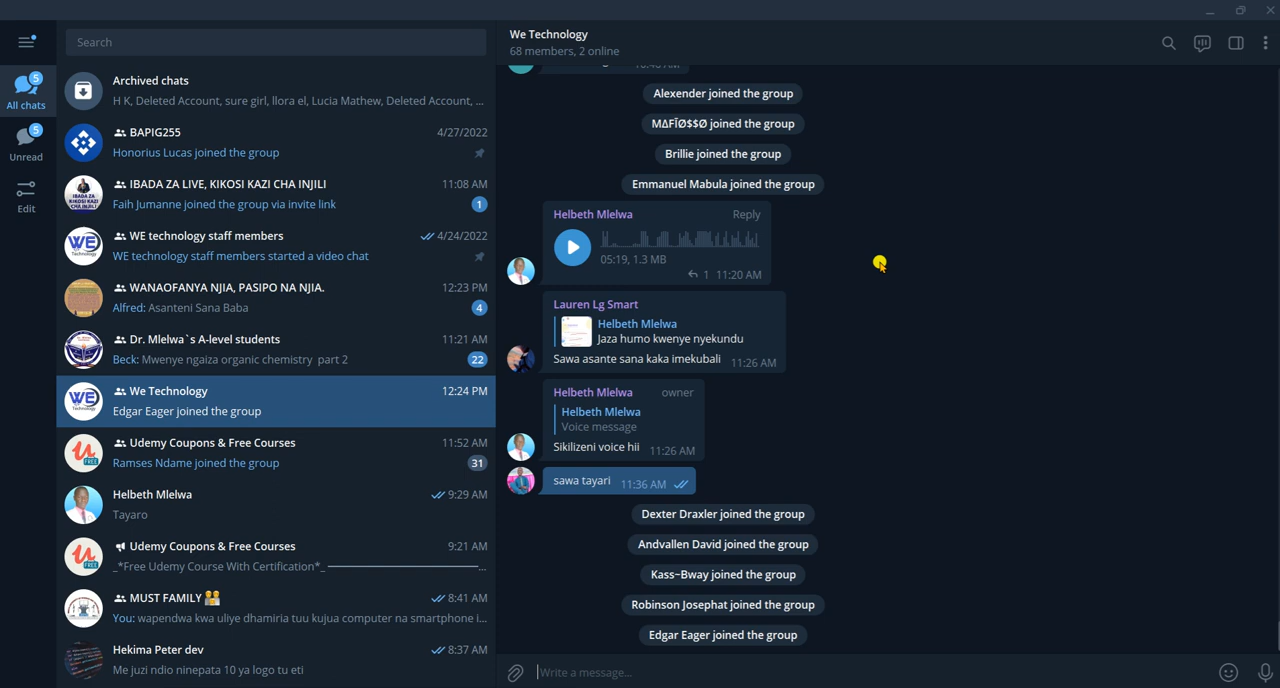 Search
All chats
5
Unread
5
Edit
Archived chats
H K, Deleted Account, sure girl, llora el, Lucia Mathew, Deleted Account, ...
BAPIG255 4/27/2022
Honorius Lucas joined the group
IBADA ZA LIVE, KIKOSI KAZI CHA INJILI 11:08 AM
Faih Jumanne joined the group via invite link 1
WE technology staff members 4/24/2022
WE technology staff members started a video chat
WANAOFANYA NJIA, PASIPO NA NJIA. 12:23 PM
Alfred: Asanteni Sana Baba 4
Dr. Mlelwa`s A-level students 11:21 AM
Beck: Mwenye ngaiza organic chemistry part 2 22
We Technology 12:24 PM
Edgar Eager joined the group
Udemy Coupons & Free Courses 11:52 AM
Ramses Ndame joined the group 31
Helbeth Mlelwa 9:29 AM
Tayaro
Udemy Coupons & Free Courses 9:21 AM
_*Free Udemy Course With Certification*_ ...
MUST FAMILY 8:41 AM
You: wapendwa kwa uliye dhamiria tuu kujua computer na smartphone i...
Hekima Peter dev 8:37 AM
Me juzi ndio ninepata 10 ya logo tu eti
We Technology
68 members, 2 online
Alexender joined the group
MΔFÏØ$$Ø joined the group
Brillie joined the group
Emmanuel Mabula joined the group
Helbeth Mlelwa Reply
05:19, 1.3 MB
1 11:20 AM
Lauren Lg Smart
Helbeth Mlelwa
Jaza humo kwenye nyekundu
Sawa asante sana kaka imekubali 11:26 AM
Helbeth Mlelwa owner
Helbeth Mlelwa
Voice message
Sikilizeni voice hii 11:26 AM
sawa tayari 11:36 AM
Dexter Draxler joined the group
Andvallen David joined the group
Kass~Bway joined the group
Robinson Josephat joined the group
Edgar Eager joined the group
Write a message...